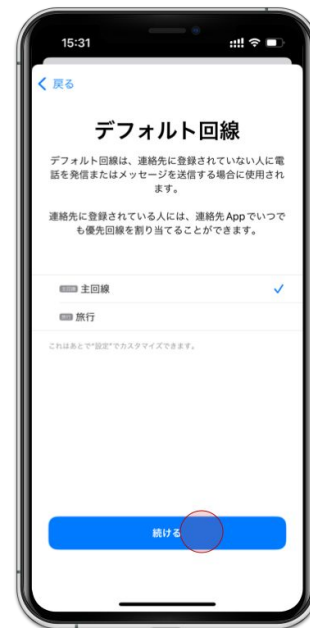 15:31
戻る
デフォルト回線
デフォルト回線は、連絡先に登録されていない人に電
話を発信またはメッセージを送信する場合に使用され
ます。
連絡先に登録されている人には、連絡先 App でいつで
も優先回線を割り当てることができます。
主回線
旅行
これはあとで"設定"でカスタマイズできます。
続ける